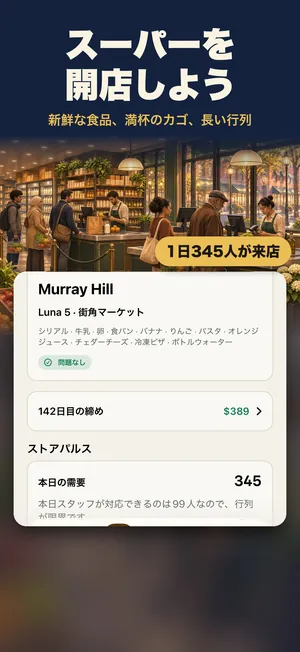 スーパーを
開店しよう
新鮮な食品、満杯のカゴ、長い行列
1日345人が来店
Murray Hill
Luna 5・街角マーケット
シリアル・牛乳・卵・食パン・バナナ・りんご・パスタ・オレンジ
ジュース・チェダーチーズ・冷凍ピザ・ボトルウォーター
問題なし
142日目の締め
$389
ストアパルス
本日の需要
345
本日スタッフが対応できるのは99人なので、行列
が限界です